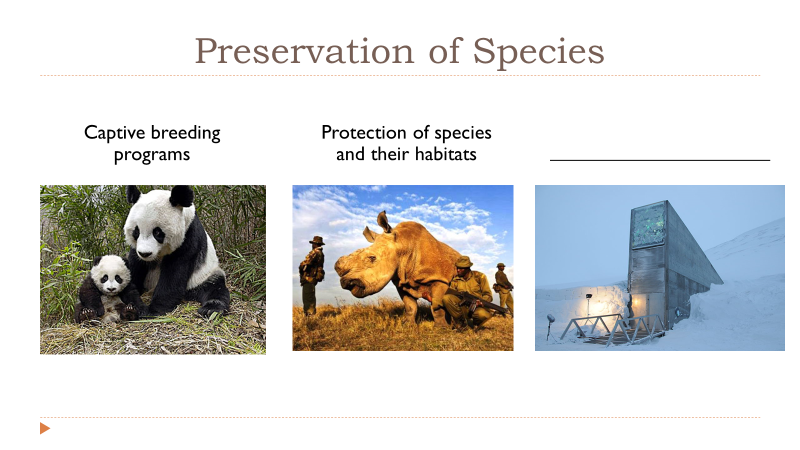 Preservation of Species
Captive breeding
programs
Protection of species
and their habitats